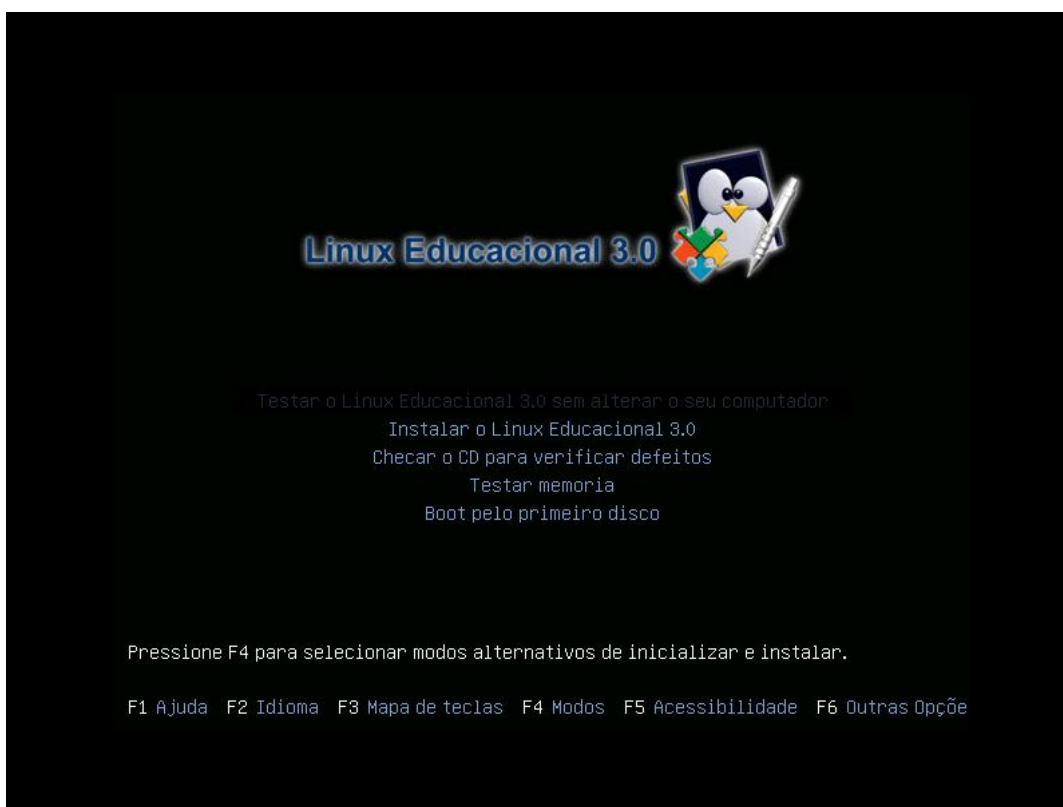 Linux Educacional 3.0
Testar o Linux Educacional 3.0 sem alterar o seu computador
Instalar o Linux Educacional 3.0
Checar o CD para verificar defeitos
Testar memoria
Boot pelo primeiro disco
Pressione F4 para selecionar modos alternativos de inicializar e instalar.
F1 Ajuda F2 Idioma F3 Mapa de teclas F4 Modos F5 Acessibilidade F6 Outras Opçõe